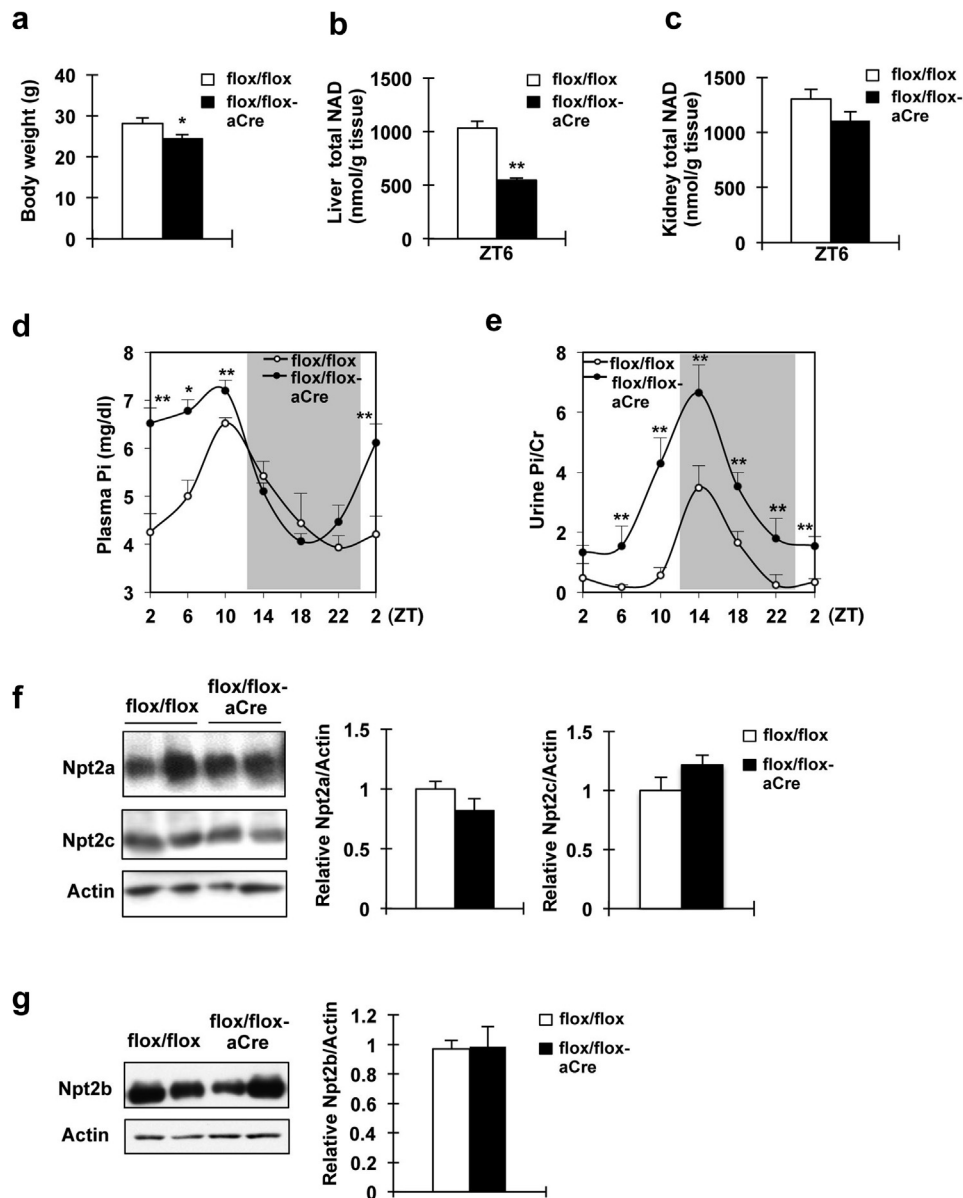 a
Body weight (g)
40
30
20
10
0
*
flox/flox
flox/flox-
aCre
b
Liver total NAD
(nmol/g tissue)
1500
1000
500
0
**
ZT6
flox/flox
flox/flox-
aCre
c
Kidney total NAD
(nmol/g tissue)
1500
1000
500
0
ZT6
flox/flox
flox/flox-
aCre
d
Plasma Pi (mg/dl)
8
7
6
5
4
3
flox/flox
flox/flox-
aCre
** * ** **
2 6 10 14 18 22 2 (ZT)
e
Urine Pi/Cr
8
6
4
2
0
flox/flox
flox/flox-
aCre
** ** ** ** ** **
2 6 10 14 18 22 2 (ZT)
f
flox/flox
flox/flox-
aCre
Npt2a
Npt2c
Actin
Relative Npt2a/Actin
1.5
1
0.5
0
Relative Npt2c/Actin
1.5
1
0.5
0
flox/flox
flox/flox-
aCre
g
flox/flox
flox/flox-
aCre
Npt2b
Actin
Relative Npt2b/Actin
1.2
1
0.8
0.6
0.4
0.2
0
flox/flox
flox/flox-
aCre